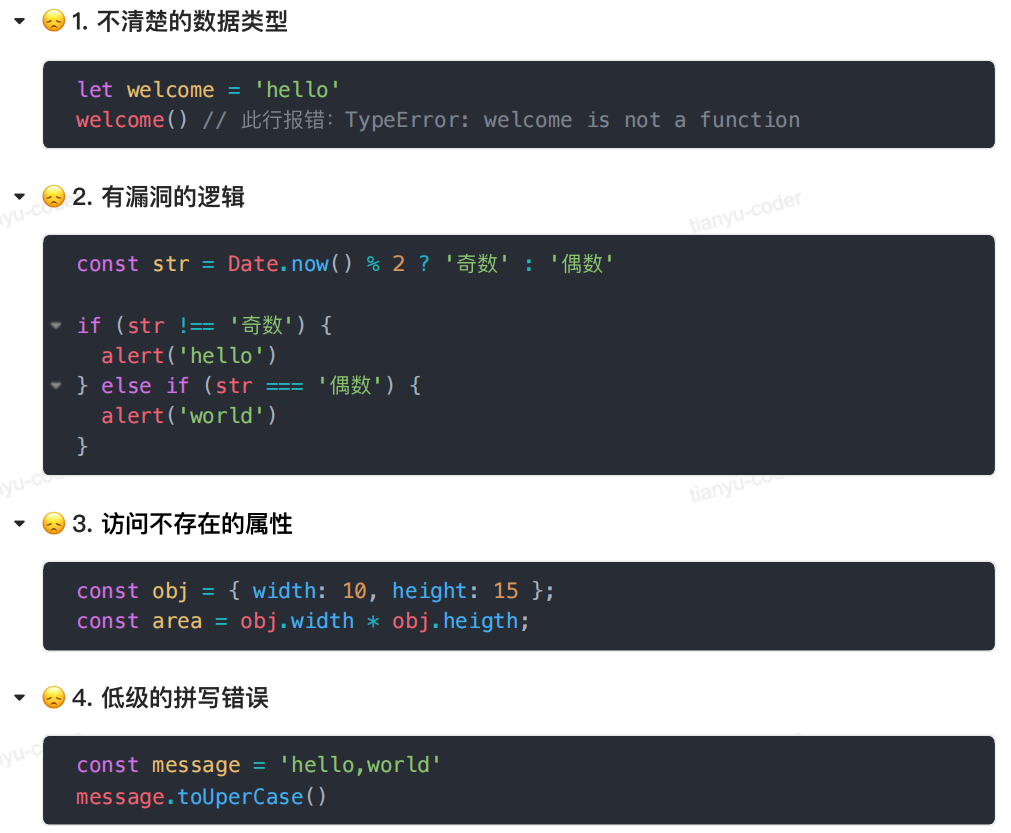 😞 1. 不清楚的数据类型
let welcome = 'hello'
welcome() // 此行报错：TypeError: welcome is not a function
😞 2. 有漏洞的逻辑
tianyu-coder
const str = Date.now() % 2 ? '奇数' : '偶数'
if (str !== '奇数') {
  alert('hello')
} else if (str === '偶数') {
  alert('world')
}
tianyu-coder
😞 3. 访问不存在的属性
const obj = { width: 10, height: 15 };
const area = obj.width * obj.heigth;
😞 4. 低级的拼写错误
const message = 'hello,world'
message.toUperCase()